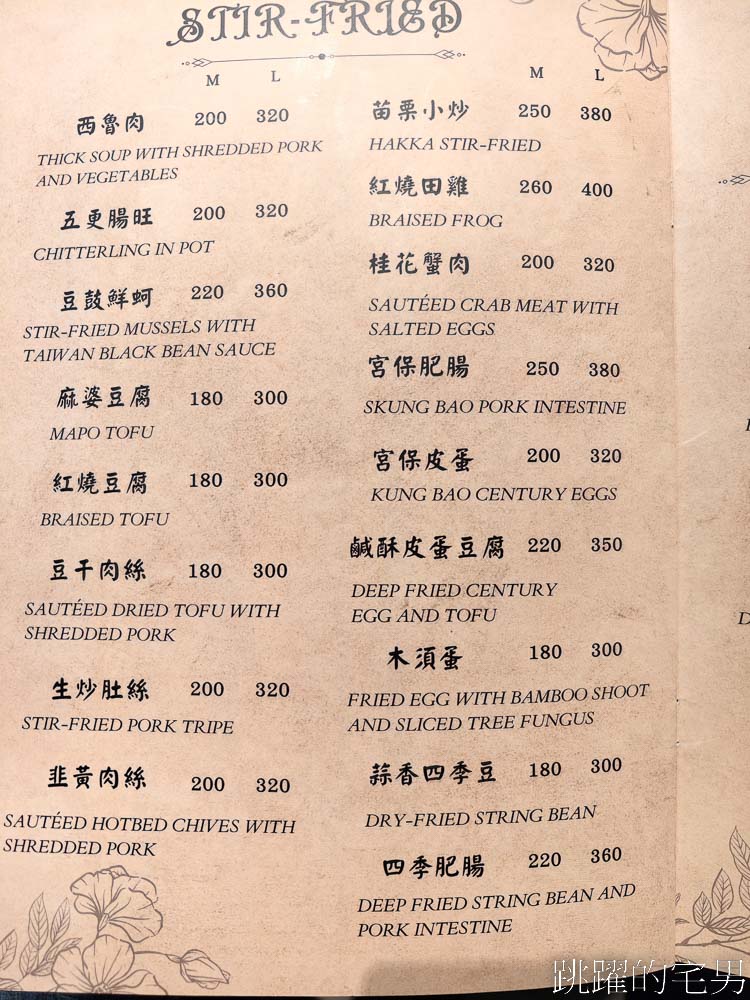 STIR-FRIED
M L
西魯肉 200 320
THICK SOUP WITH SHREDDED PORK
AND VEGETABLES
五更腸旺 200 320
CHITTERLING IN POT
豆鼓鮮蚵 220 360
STIR-FRIED MUSSELS WITH
TAIWAN BLACK BEAN SAUCE
麻婆豆腐 180 300
MAPO TOFU
紅燒豆腐 180 300
BRAISED TOFU
豆干肉絲 180 300
SAUTÉED DRIED TOFU WITH
SHREDDED PORK
生炒肚絲 200 320
STIR-FRIED PORK TRIPE
韭黃肉絲 200 320
SAUTÉED HOTBED CHIVES WITH
SHREDDED PORK
M L
苗栗小炒 250 380
HAKKA STIR-FRIED
紅燒田雞 260 400
BRAISED FROG
桂花蟹肉 200 320
SAUTÉED CRAB MEAT WITH
SALTED EGGS
宮保肥腸 250 380
SKUNG BAO PORK INTESTINE
宮保皮蛋 200 320
KUNG BAO CENTURY EGGS
鹹酥皮蛋豆腐 220 350
DEEP FRIED CENTURY
EGG AND TOFU
木須蛋 180 300
FRIED EGG WITH BAMBOO SHOOT
AND SLICED TREE FUNGUS
蒜香四季豆 180 300
DRY-FRIED STRING BEAN
四季肥腸 220 360
DEEP FRIED STRING BEAN AND
PORK INTESTINE
跳躍的宅男